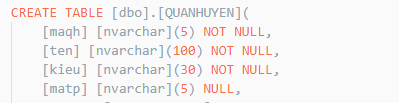 CREATE TABLE [dbo].[QUANHUYEN](
[maqh] [nvarchar](5) NOT NULL,
[ten] [nvarchar](100) NOT NULL,
[kieu] [nvarchar](30) NOT NULL,
[matp] [nvarchar](5) NULL,